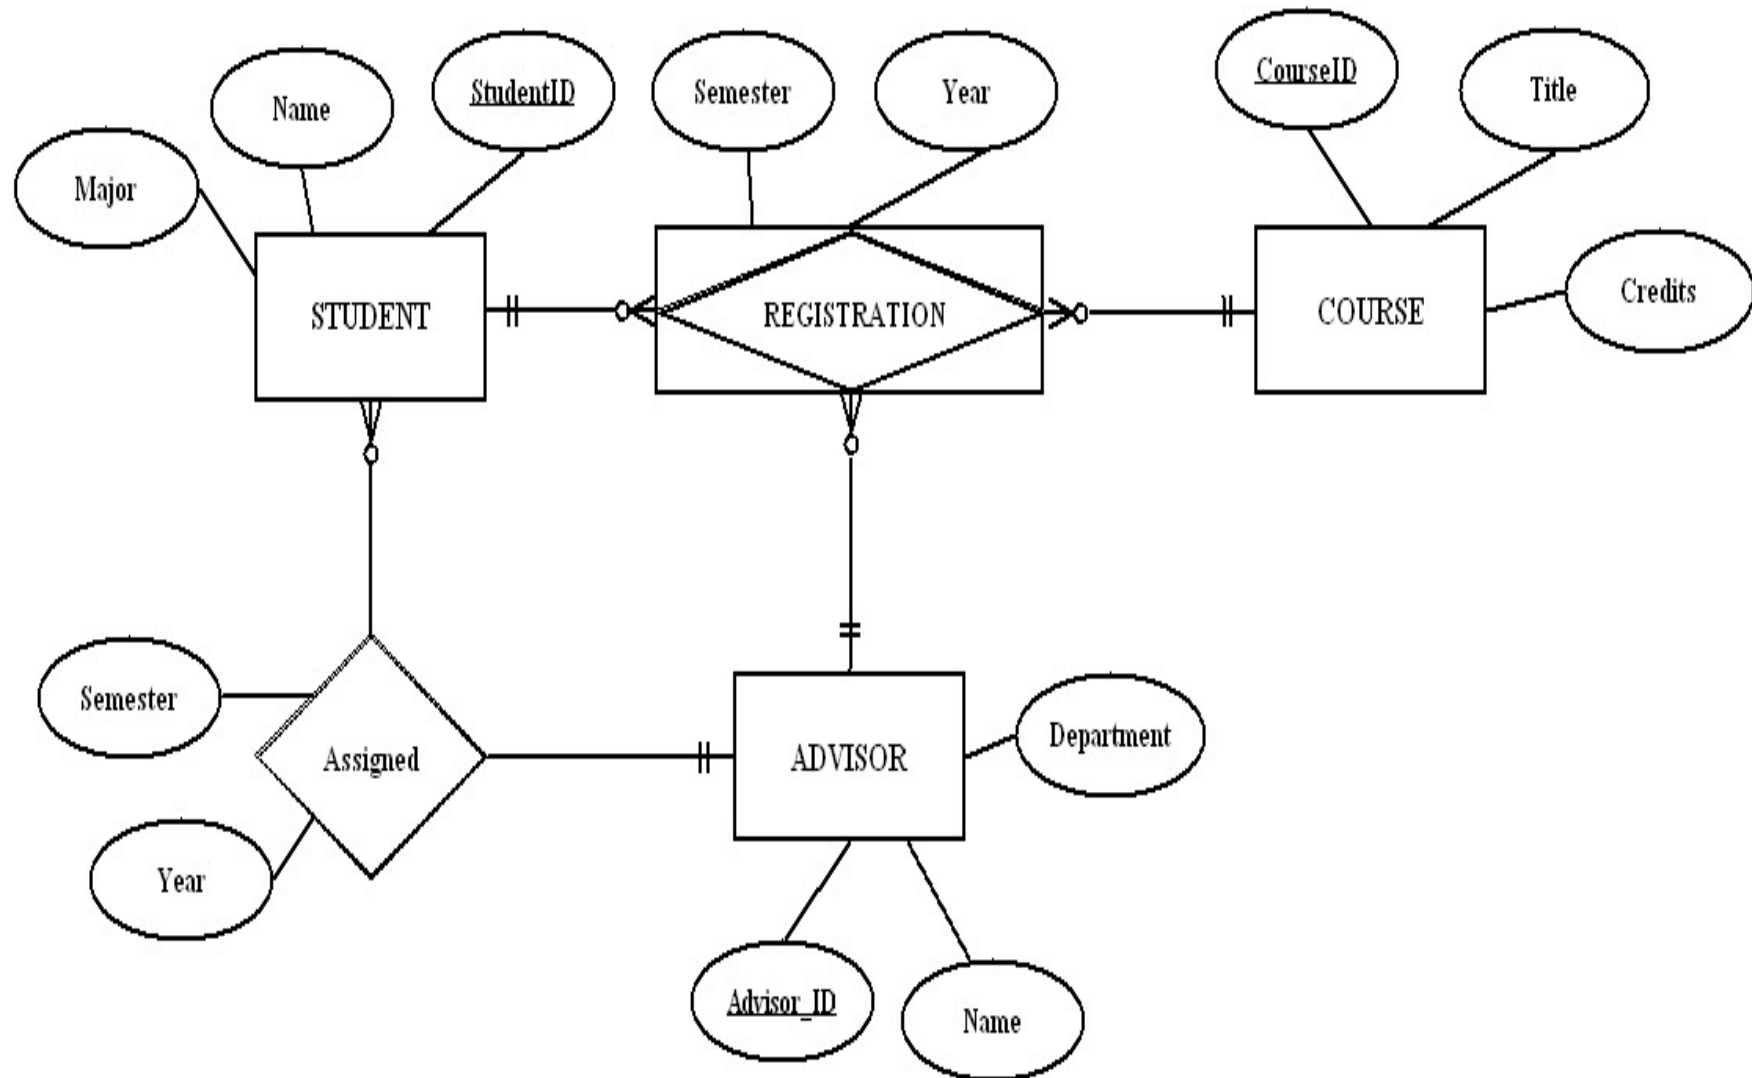 Name
StudentID
Semester
Year
CourseID
Title
Major
Credits
STUDENT
REGISTRATION
COURSE
Semester
Assigned
ADVISOR
Department
Year
Advisor_ID
Name